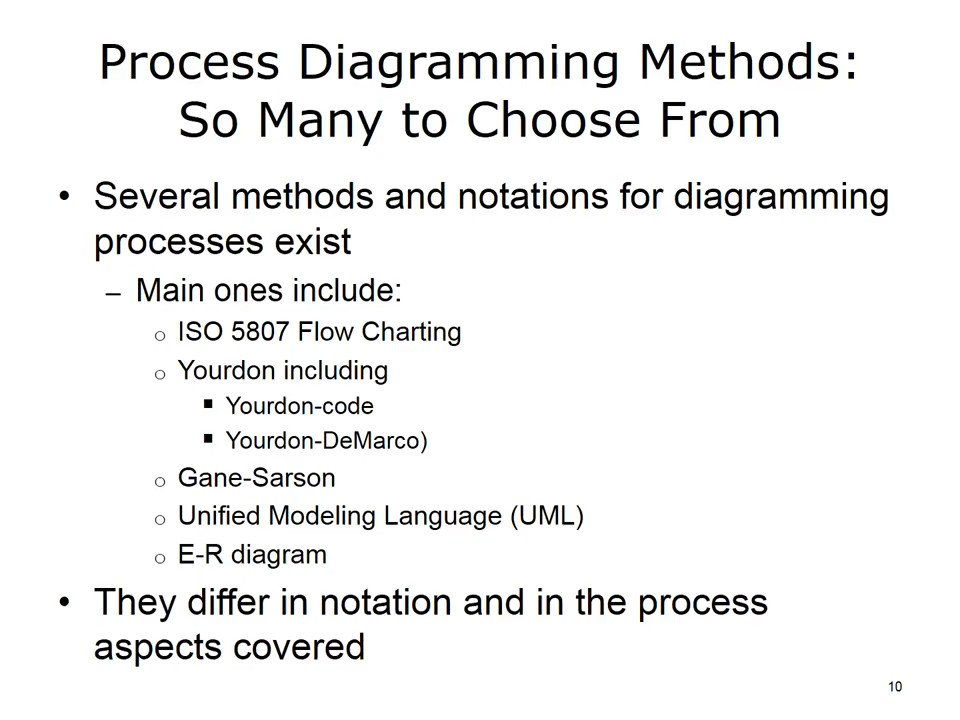 Process Diagramming Methods:
So Many to Choose From
• Several methods and notations for diagramming
processes exist
– Main ones include:
o ISO 5807 Flow Charting
o Yourdon including
▪ Yourdon-code
▪ Yourdon-DeMarco)
o Gane-Sarson
o Unified Modeling Language (UML)
o E-R diagram
• They differ in notation and in the process
aspects covered
10